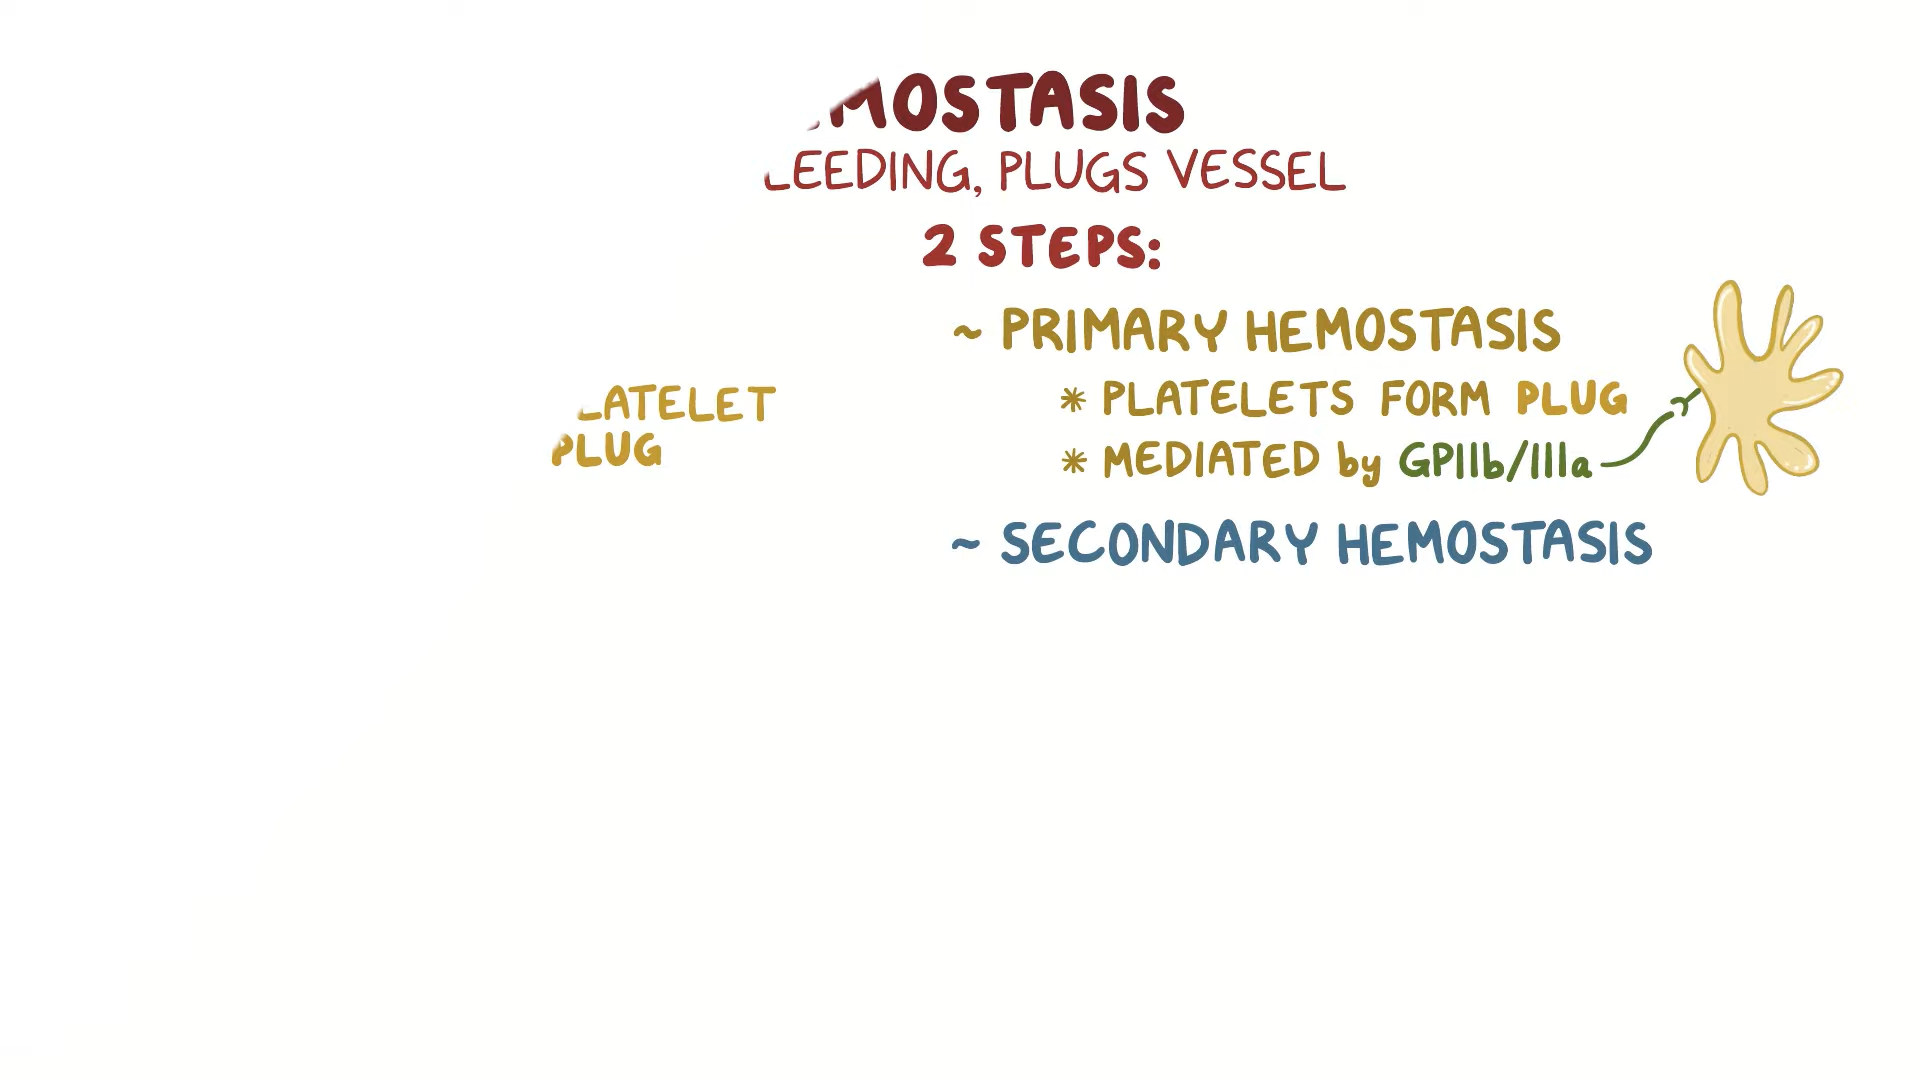 MOSTASIS
LEEDING, PLUGS VESSEL
2 STEPS:
~ PRIMARY HEMOSTASIS
* PLATELETS FORM PLUG
* MEDIATED by GPIIb/IIIa
~ SECONDARY HEMOSTASIS
LATELET
PLUG